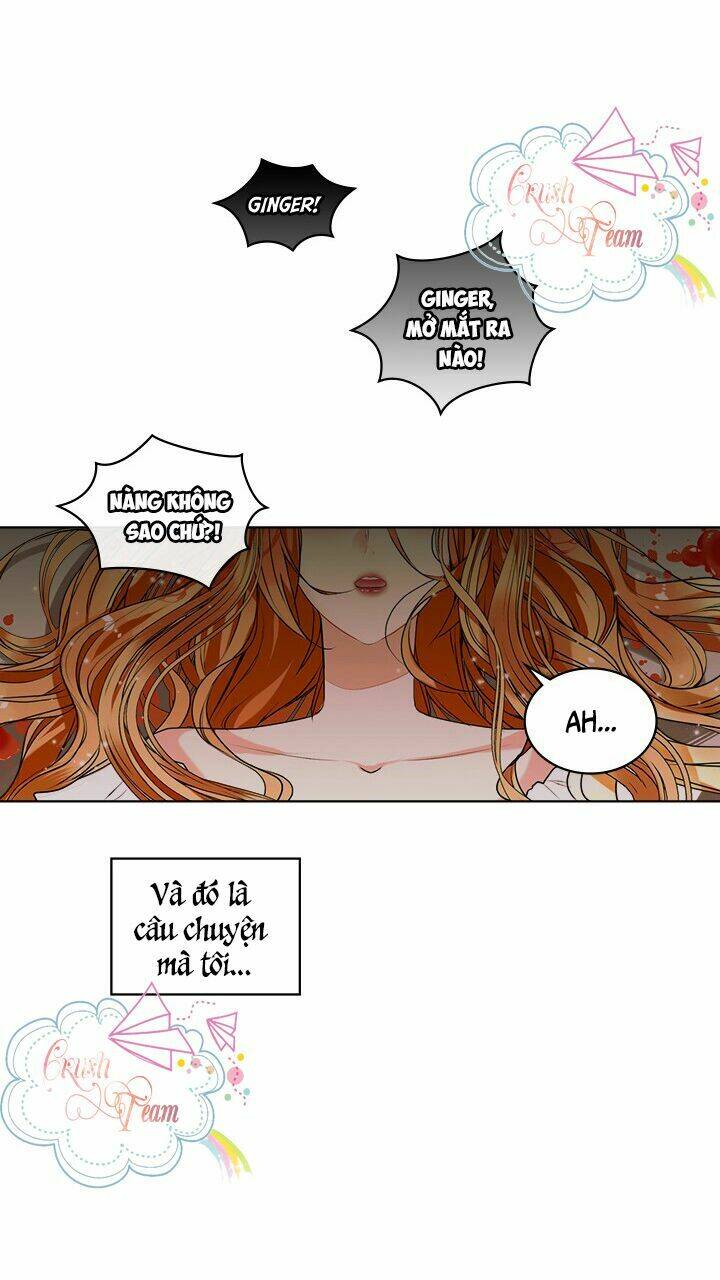 Crush
Team
GINGER!
GINGER,
MỞ MẮT RA
NÀO!
NÀNG KHÔNG
SAO CHỨ?!
AH...
Và đó là
câu chuyện
mà tôi...
Crush
Team